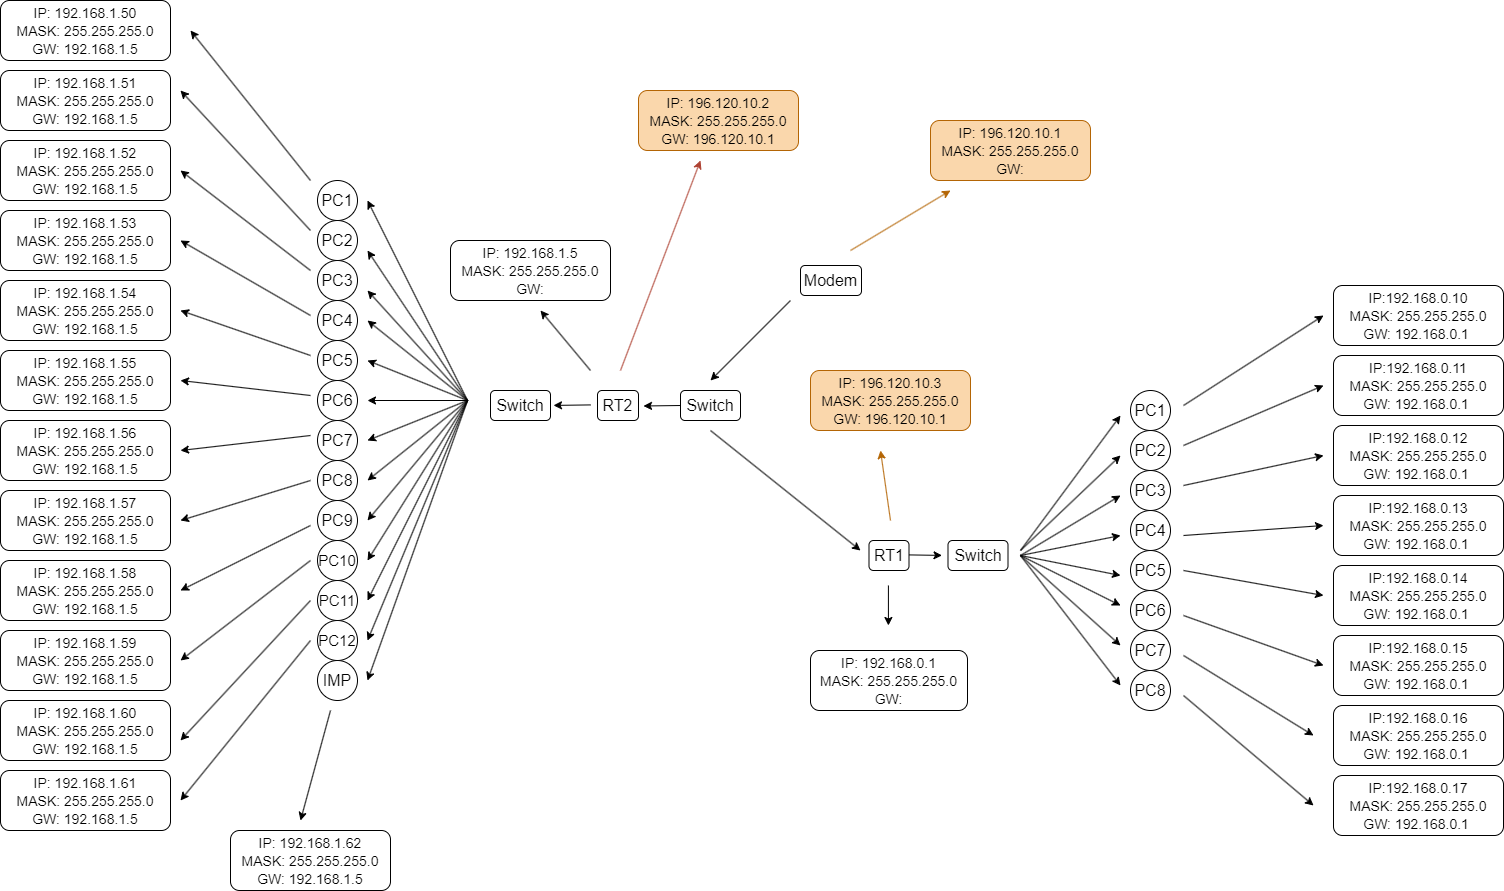 IP: 192.168.1.50
MASK: 255.255.255.0
GW: 192.168.1.5
IP: 192.168.1.51
MASK: 255.255.255.0
GW: 192.168.1.5
IP: 192.168.1.52
MASK: 255.255.255.0
GW: 192.168.1.5
IP: 192.168.1.53
MASK: 255.255.255.0
GW: 192.168.1.5
IP: 192.168.1.54
MASK: 255.255.255.0
GW: 192.168.1.5
IP: 192.168.1.55
MASK: 255.255.255.0
GW: 192.168.1.5
IP: 192.168.1.56
MASK: 255.255.255.0
GW: 192.168.1.5
IP: 192.168.1.57
MASK: 255.255.255.0
GW: 192.168.1.5
IP: 192.168.1.58
MASK: 255.255.255.0
GW: 192.168.1.5
IP: 192.168.1.59
MASK: 255.255.255.0
GW: 192.168.1.5
IP: 192.168.1.60
MASK: 255.255.255.0
GW: 192.168.1.5
IP: 192.168.1.61
MASK: 255.255.255.0
GW: 192.168.1.5
IP: 192.168.1.62
MASK: 255.255.255.0
GW: 192.168.1.5
PC1
PC2
PC3
PC4
PC5
PC6
PC7
PC8
PC9
PC10
PC11
PC12
IMP
IP: 192.168.1.5
MASK: 255.255.255.0
GW:
IP: 196.120.10.2
MASK: 255.255.255.0
GW: 196.120.10.1
IP: 196.120.10.1
MASK: 255.255.255.0
GW:
Modem
Switch
RT2
Switch
IP: 196.120.10.3
MASK: 255.255.255.0
GW: 196.120.10.1
RT1
Switch
IP: 192.168.0.1
MASK: 255.255.255.0
GW:
PC1
PC2
PC3
PC4
PC5
PC6
PC7
PC8
IP:192.168.0.10
MASK: 255.255.255.0
GW: 192.168.0.1
IP:192.168.0.11
MASK: 255.255.255.0
GW: 192.168.0.1
IP:192.168.0.12
MASK: 255.255.255.0
GW: 192.168.0.1
IP:192.168.0.13
MASK: 255.255.255.0
GW: 192.168.0.1
IP:192.168.0.14
MASK: 255.255.255.0
GW: 192.168.0.1
IP:192.168.0.15
MASK: 255.255.255.0
GW: 192.168.0.1
IP:192.168.0.16
MASK: 255.255.255.0
GW: 192.168.0.1
IP:192.168.0.17
MASK: 255.255.255.0
GW: 192.168.0.1